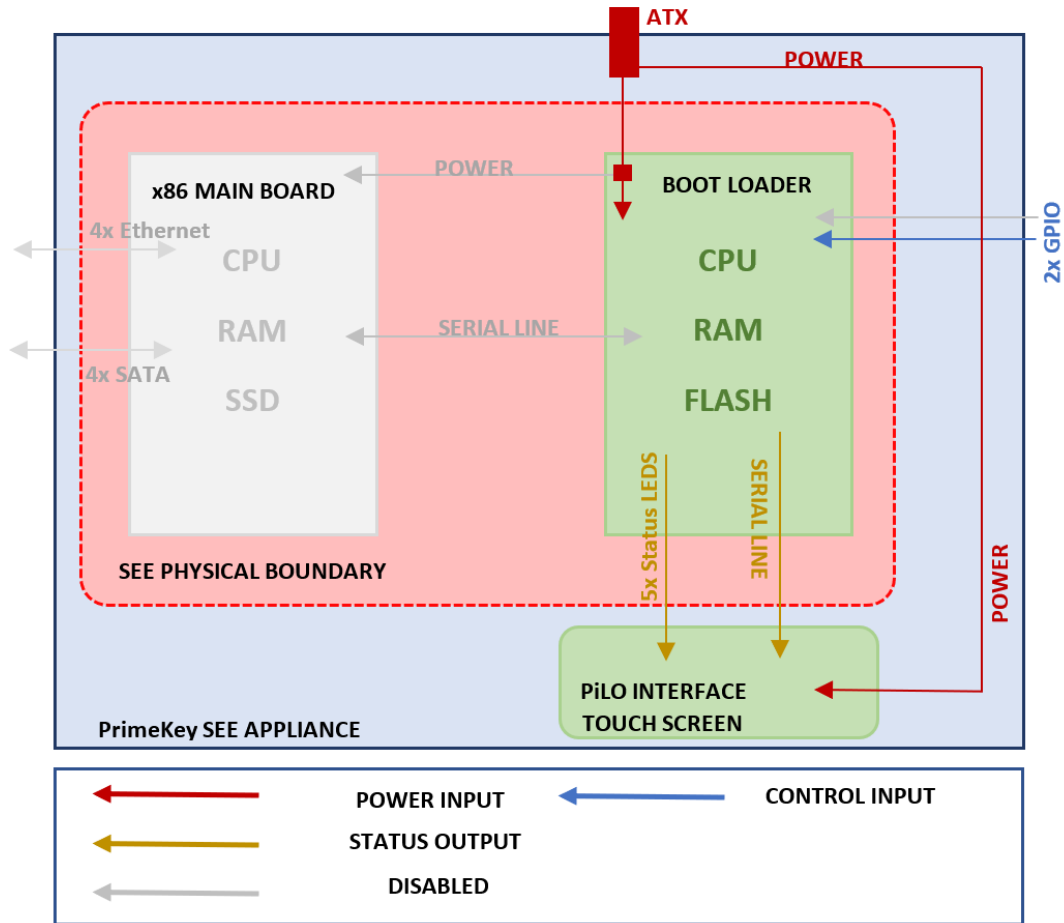 ATX
POWER
POWER
x86 MAIN BOARD
BOOT LOADER
4x Ethernet
CPU
CPU
2x GPIO
RAM
SERIAL LINE
RAM
4x SATA
SSD
FLASH
5x Status LEDS
SERIAL LINE
SEE PHYSICAL BOUNDARY
POWER
PiLO INTERFACE
TOUCH SCREEN
PrimeKey SEE APPLIANCE
POWER INPUT
CONTROL INPUT
STATUS OUTPUT
DISABLED